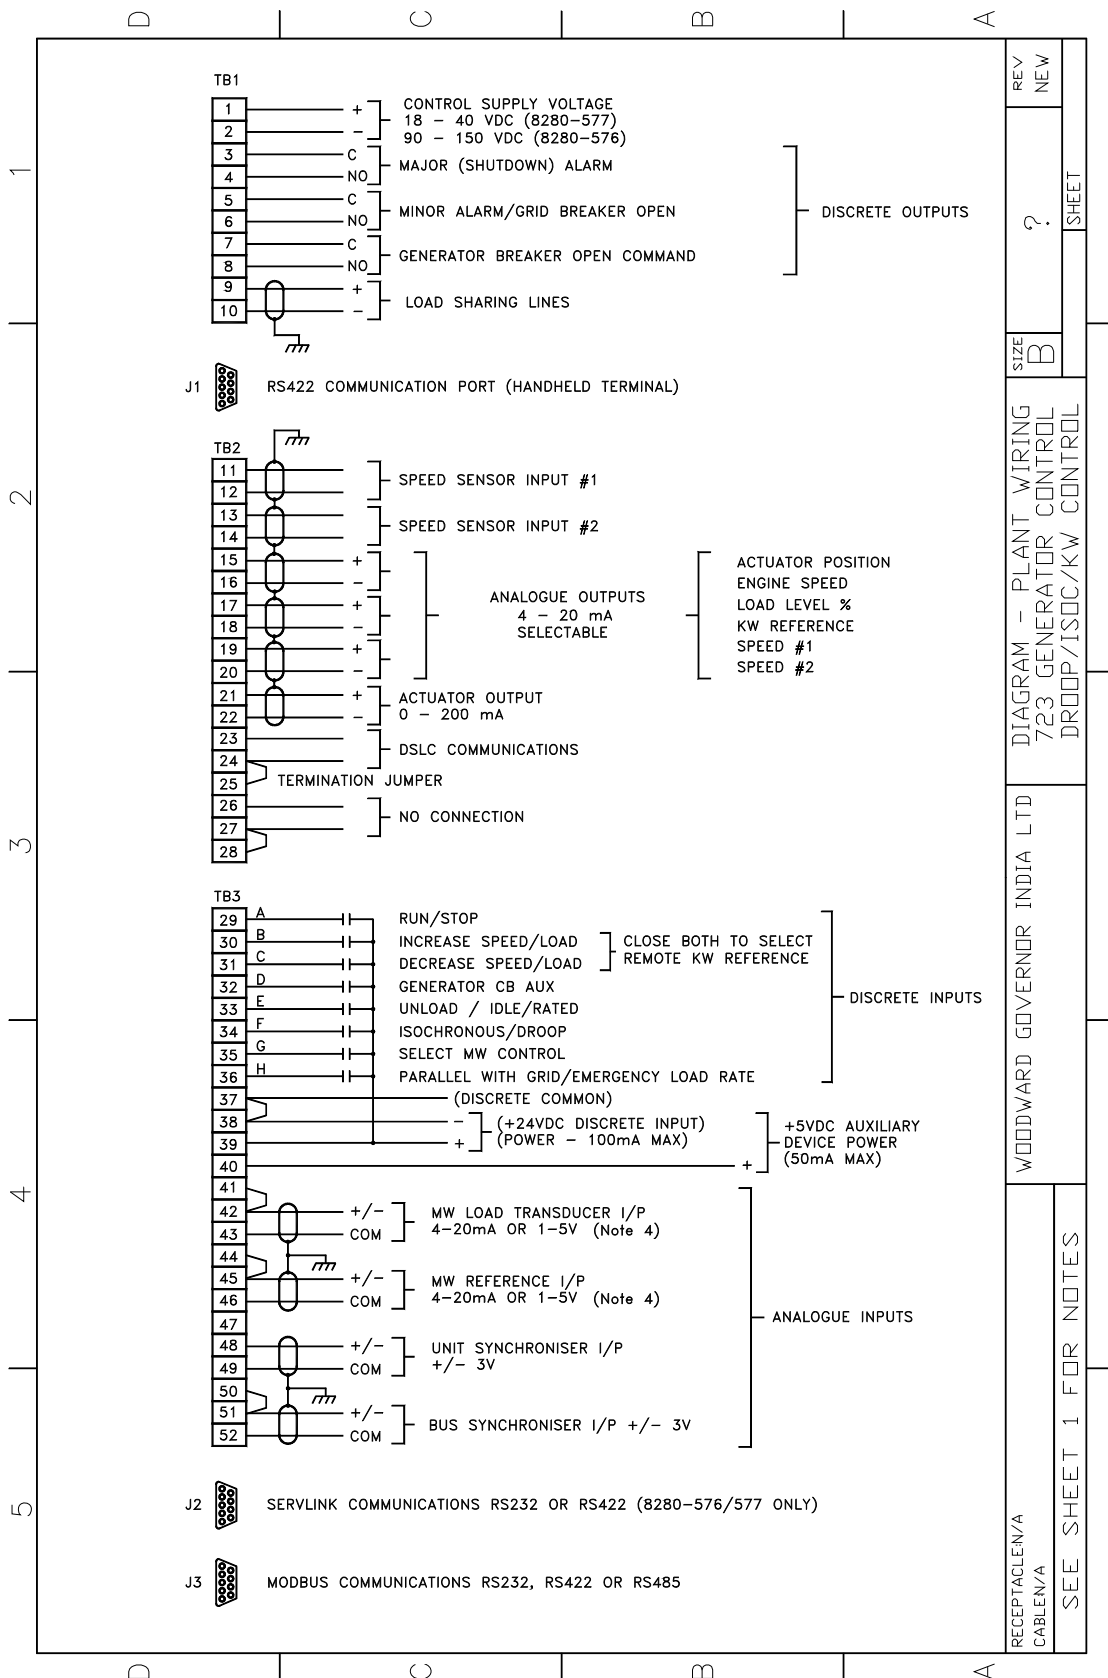 D C B A
TB1
1 + CONTROL SUPPLY VOLTAGE
18 - 40 VDC (8280-577)
2 - 90 - 150 VDC (8280-576)
3 C MAJOR (SHUTDOWN) ALARM
4 NO
5 C MINOR ALARM/GRID BREAKER OPEN
6 NO
7 C GENERATOR BREAKER OPEN COMMAND
8 NO
DISCRETE OUTPUTS
9 + LOAD SHARING LINES
10 -
J1 RS422 COMMUNICATION PORT (HANDHELD TERMINAL)
TB2
11 SPEED SENSOR INPUT #1
12
13 SPEED SENSOR INPUT #2
14
15 +
16 -
17 +
18 -
19 +
20 -
ANALOGUE OUTPUTS
4 - 20 mA
SELECTABLE
ACTUATOR POSITION
ENGINE SPEED
LOAD LEVEL %
KW REFERENCE
SPEED #1
SPEED #2
21 + ACTUATOR OUTPUT
22 - 0 - 200 mA
23 DSLC COMMUNICATIONS
24
25 TERMINATION JUMPER
26 NO CONNECTION
27
28
TB3
29 A RUN/STOP
30 B INCREASE SPEED/LOAD
31 C DECREASE SPEED/LOAD
CLOSE BOTH TO SELECT
REMOTE KW REFERENCE
32 D GENERATOR CB AUX
33 E UNLOAD / IDLE/RATED
34 F ISOCHRONOUS/DROOP
35 G SELECT MW CONTROL
36 H PARALLEL WITH GRID/EMERGENCY LOAD RATE
DISCRETE INPUTS
37 (DISCRETE COMMON)
38 - (+24VDC DISCRETE INPUT)
39 + (POWER - 100mA MAX)
40 +
+5VDC AUXILIARY
DEVICE POWER
(50mA MAX)
41
42 +/- MW LOAD TRANSDUCER I/P
43 COM 4-20mA OR 1-5V (Note 4)
44
45 +/- MW REFERENCE I/P
46 COM 4-20mA OR 1-5V (Note 4)
47
48 +/- UNIT SYNCHRONISER I/P
49 COM +/- 3V
50
51 +/- BUS SYNCHRONISER I/P +/- 3V
52 COM
ANALOGUE INPUTS
J2 SERVLINK COMMUNICATIONS RS232 OR RS422 (8280-576/577 ONLY)
J3 MODBUS COMMUNICATIONS RS232, RS422 OR RS485
1
2
3
4
5
D C B A
RECEPTACLE:N/A
CABLE:N/A
SEE SHEET 1 FOR NOTES
WOODWARD GOVERNOR INDIA LTD
DIAGRAM - PLANT WIRING
723 GENERATOR CONTROL
DROOP/ISOC/KW CONTROL
SIZE
B
?
SHEET
REV
NEW